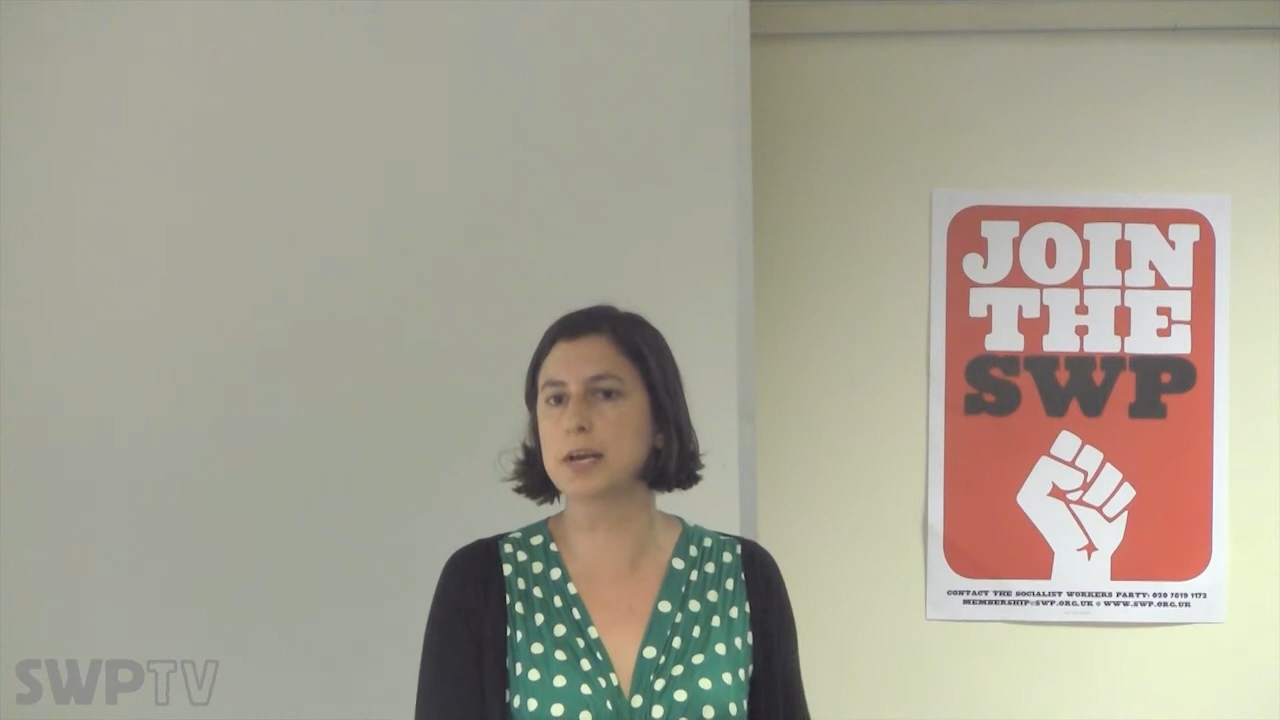 JOIN
THE
SWP
CONTACT THE SOCIALIST WORKERS PARTY: 020 7819 1172
MEMBERSHIP@SWP.ORG.UK • WWW.SWP.ORG.UK
SWPTV